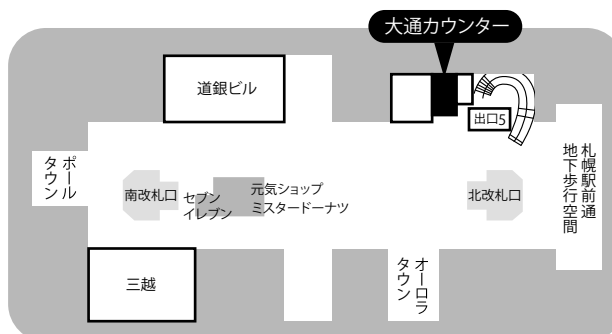 大通カウンター
道銀ビル
出口5
ポール
タウン
南改札口
セブン
イレブン
元気ショップ
ミスタードーナツ
北改札口
札幌駅前通
地下歩行空間
三越
オーロラ
タウン